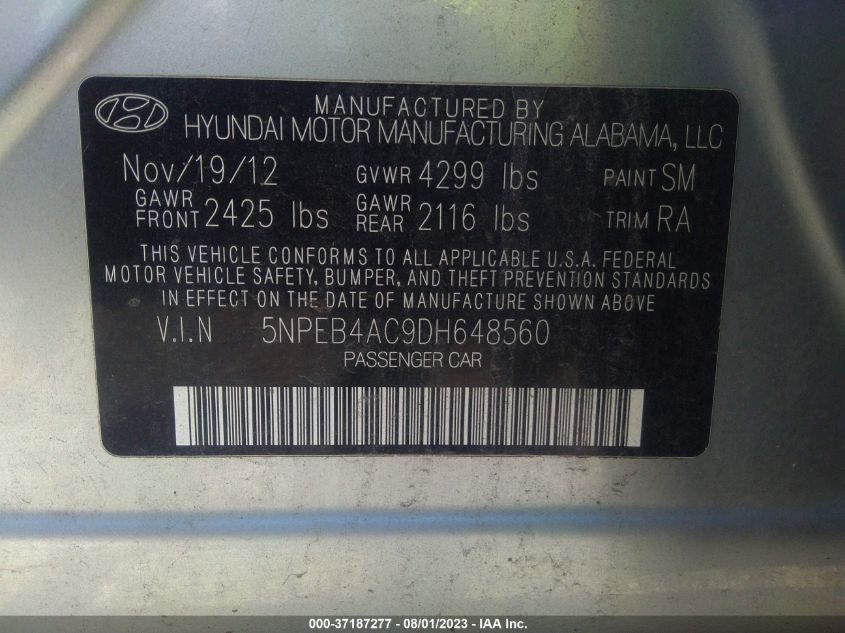 MANUFACTURED BY
HYUNDAI MOTOR MANUFACTURING ALABAMA, LLC
Nov/19/12 GVWR 4299 lbs PAINT SM
GAWR FRONT 2425 lbs GAWR REAR 2116 lbs TRIM RA
THIS VEHICLE CONFORMS TO ALL APPLICABLE U.S.A. FEDERAL
MOTOR VEHICLE SAFETY, BUMPER, AND THEFT PREVENTION STANDARDS
IN EFFECT ON THE DATE OF MANUFACTURE SHOWN ABOVE
V.I.N 5NPEB4AC9DH648560
PASSENGER CAR
000-37187277 - 08/01/2023 - IAA Inc.